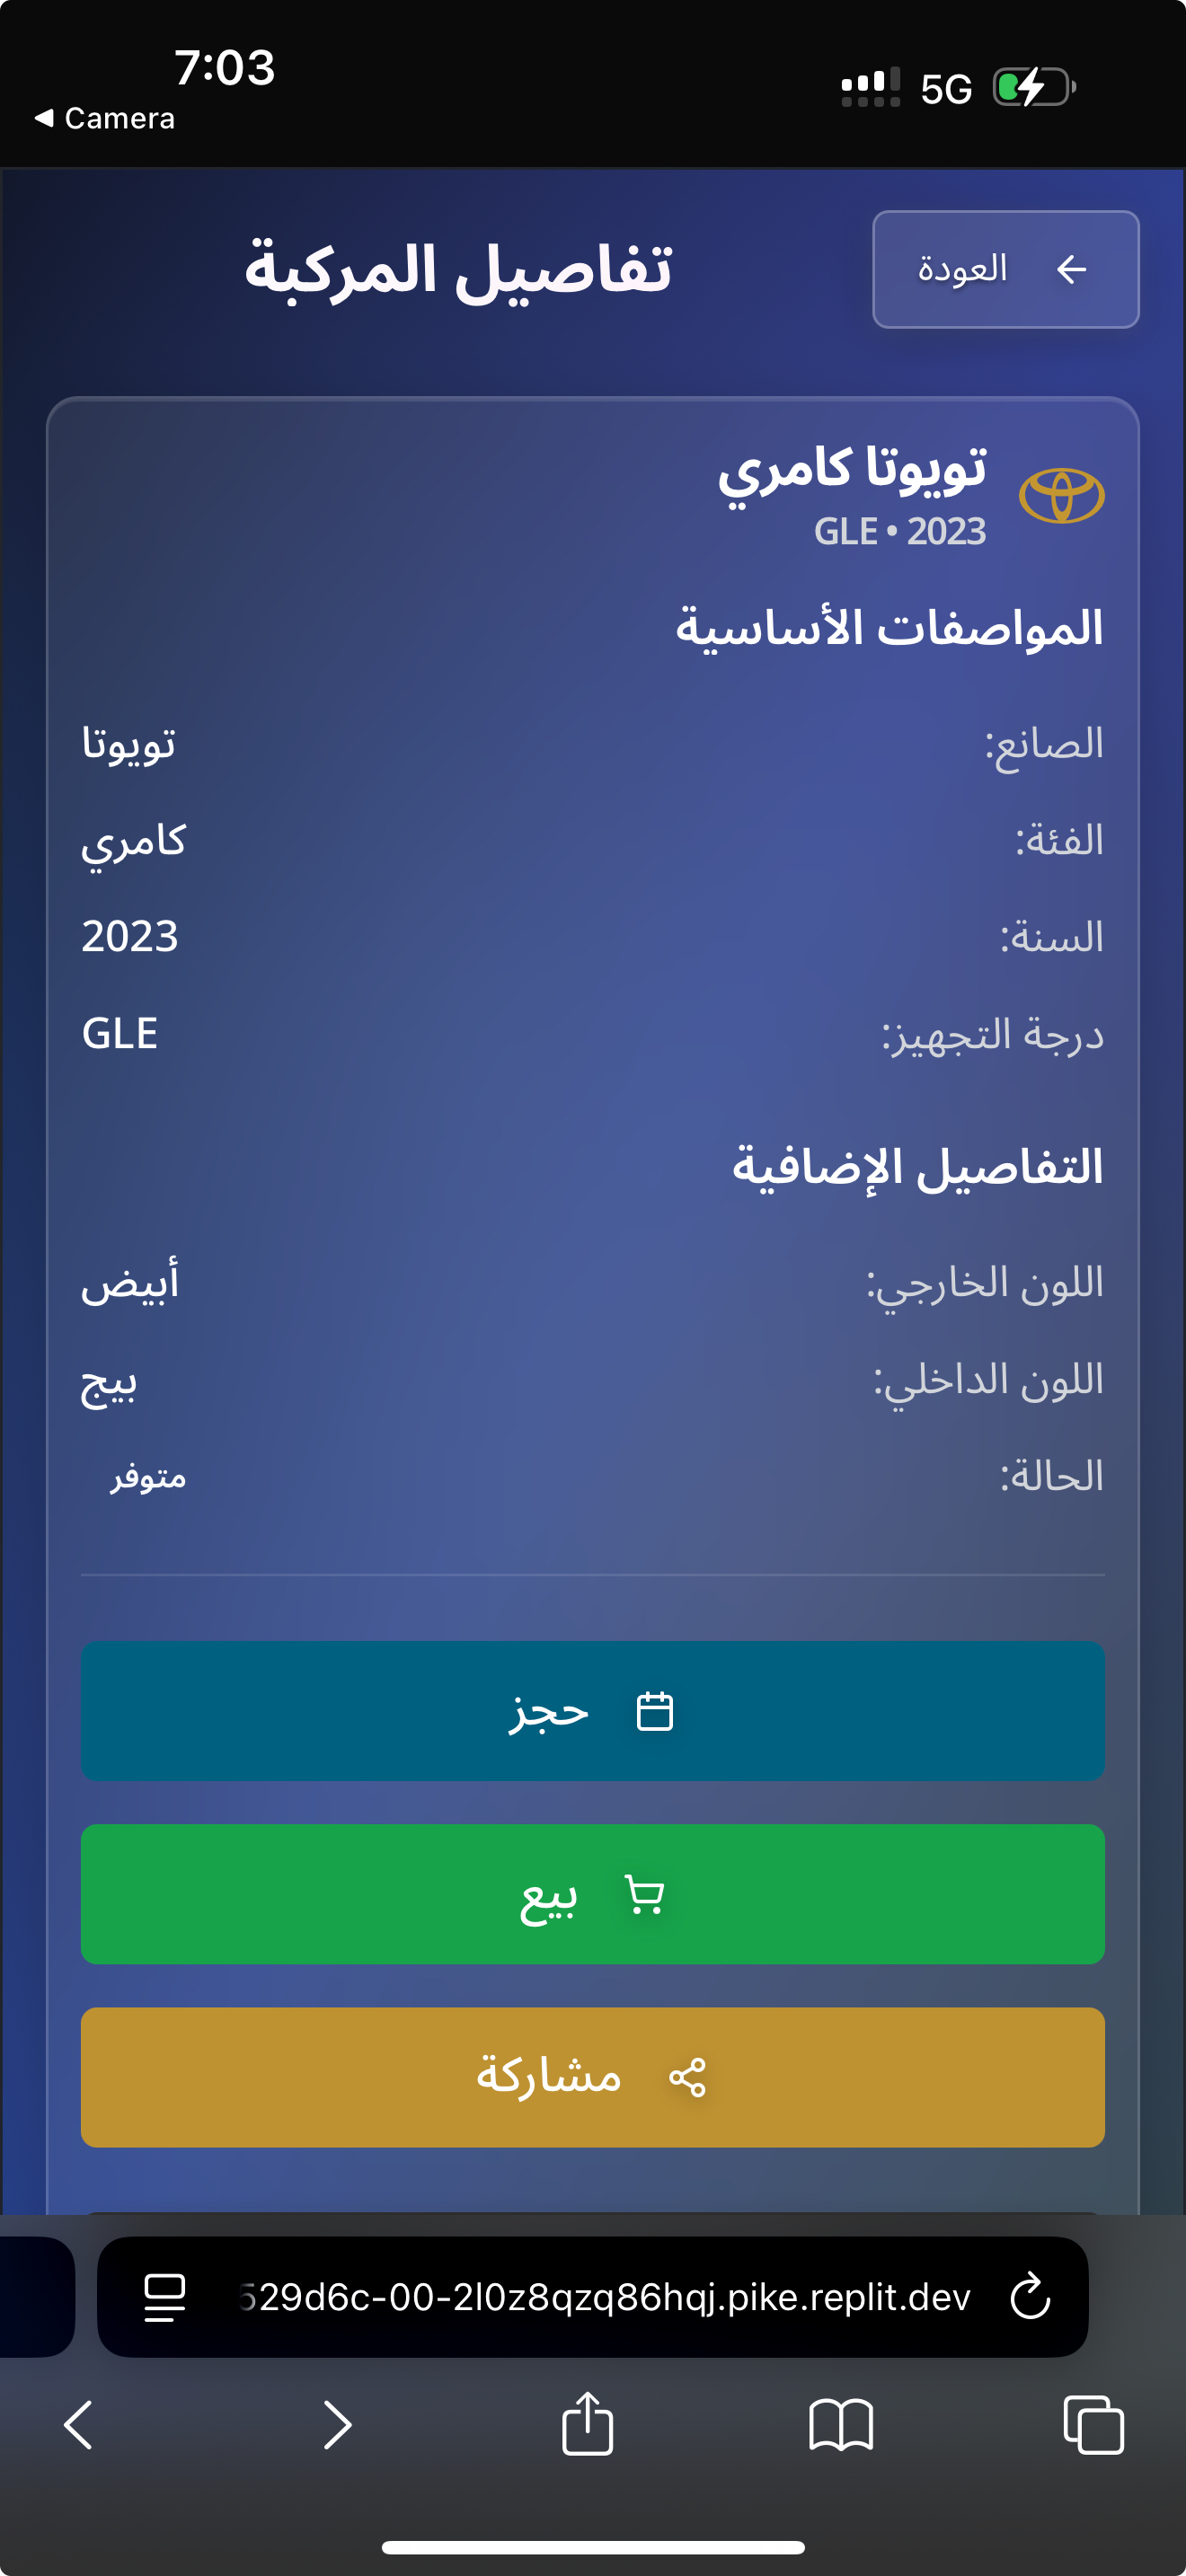 7:03
5G
Camera
العودة
تفاصيل المركبة
تويوتا كامري
GLE • 2023
المواصفات الأساسية
الصانع: تويوتا
الفئة: كامري
السنة: 2023
درجة التجهيز: GLE
التفاصيل الإضافية
اللون الخارجي: أبيض
اللون الداخلي: بيج
الحالة: متوفر
حجز
بيع
مشاركة
529d6c-00-2l0z8qzq86hqj.pike.replit.dev